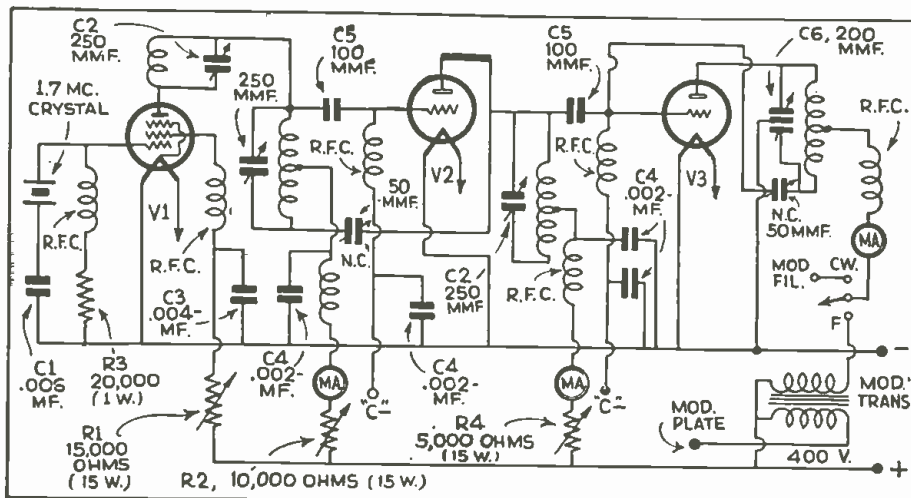 C2
250
MMF.
C5
100
MMF.
C5
100
MMF.
C6, 200
MMF.
1.7 MC.
CRYSTAL
250
MMF.
R.F.C.
R.F.C.
R.F.C.
V1
V2
V3
50
MMF.
C4
.002-
MF.
R.F.C.
R.F.C.
N.C.
N.C.
50 MMF.
MA
C2
250
MMF
R.F.C.
MOD
FIL.
CW.
F
C1
.006
MF.
R3
20,000
(1 W.)
C3
.004-
MF.
C4
.002-
MF.
MA
"C-"
C4
.002-
MF.
MA
"C-"
-
MOD.
TRANS
R1
15,000
OHMS
(15 W.)
R2, 10,000 OHMS (15 W.)
R4
5,000 OHMS
(15 W.)
MOD.
PLATE
400 V.
+